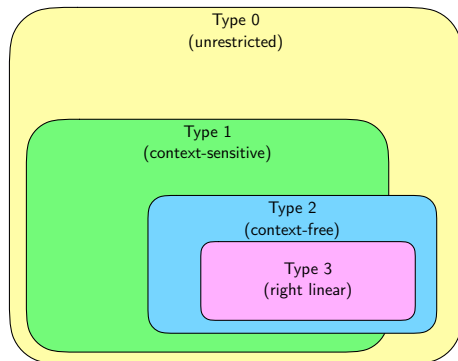 Type 0
(unrestricted)
Type 1
(context-sensitive)
Type 2
(context-free)
Type 3
(right linear)